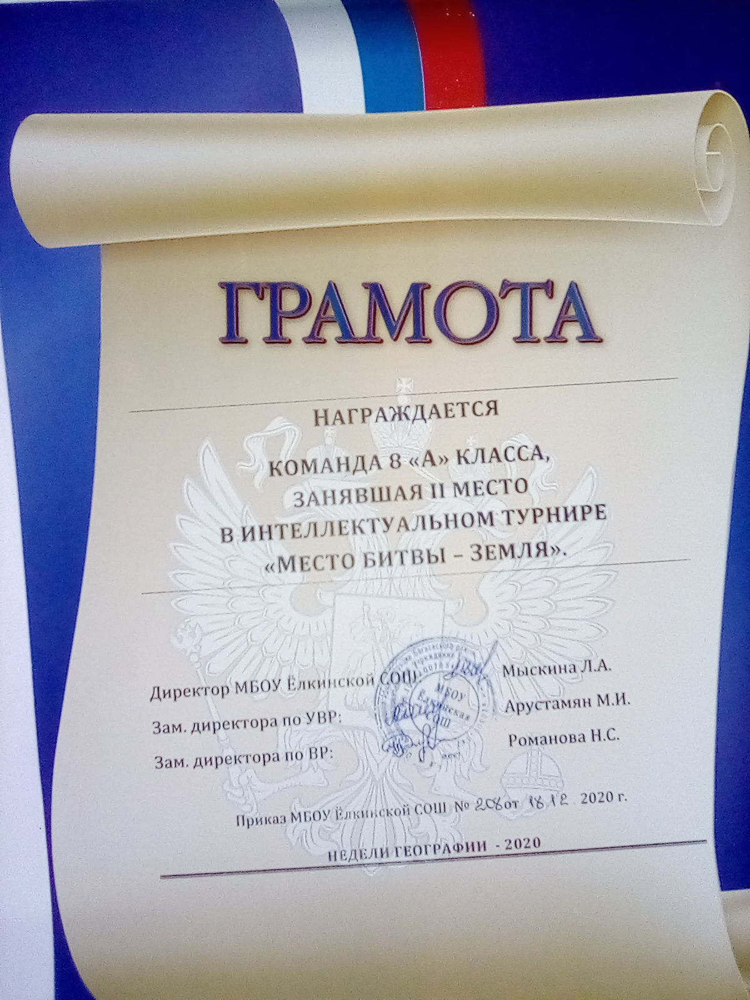 ГРАМОТА
НАГРАЖДАЕТСЯ
КОМАНДА 8 «А» КЛАССА,
ЗАНЯВШАЯ II МЕСТО
В ИНТЕЛЛЕКТУАЛЬНОМ ТУРНИРЕ
«МЕСТО БИТВЫ – ЗЕМЛЯ».
Директор МБОУ Ёлкинской СОШ: Мыскина Л.А.
Зам. директора по УВР: Арустамян М.И.
Зам. директора по ВР: Романова Н.С.
МБОУ
Ёлкинская
СОШ
Приказ МБОУ Ёлкинской СОШ № 208 от 18.12 2020 г.
НЕДЕЛИ ГЕОГРАФИИ - 2020